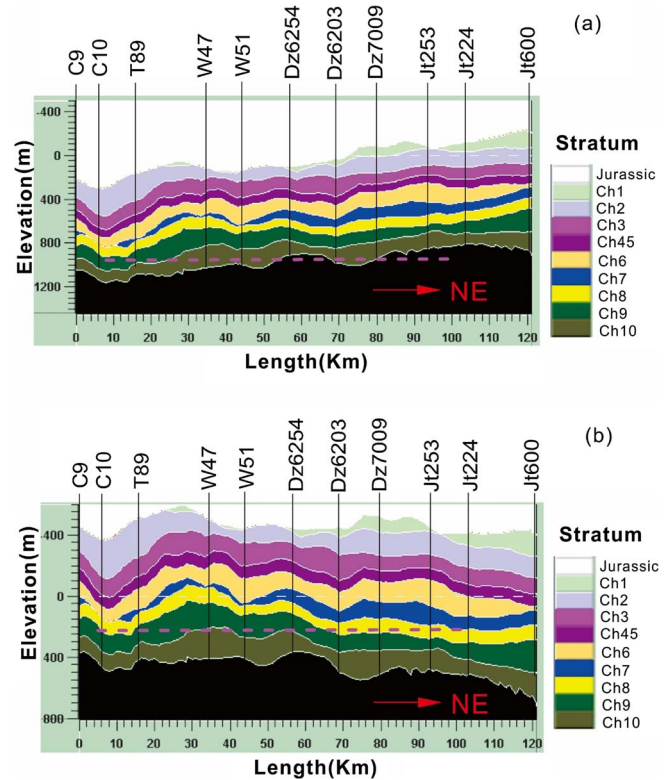 (a)
C9
C10
T89
W47
W51
Dz6254
Dz6203
Dz7009
Jt253
Jt224
Jt600
Elevation(m)
-400
0
400
800
1200
0 10 20 30 40 50 60 70 80 90 100 110 120
Length(Km)
NE
Stratum
Jurassic
Ch1
Ch2
Ch3
Ch45
Ch6
Ch7
Ch8
Ch9
Ch10
(b)
C9
C10
T89
W47
W51
Dz6254
Dz6203
Dz7009
Jt253
Jt224
Jt600
Elevation(m)
-400
0
400
800
0 10 20 30 40 50 60 70 80 90 100 110 120
Length(Km)
NE
Stratum
Jurassic
Ch1
Ch2
Ch3
Ch45
Ch6
Ch7
Ch8
Ch9
Ch10